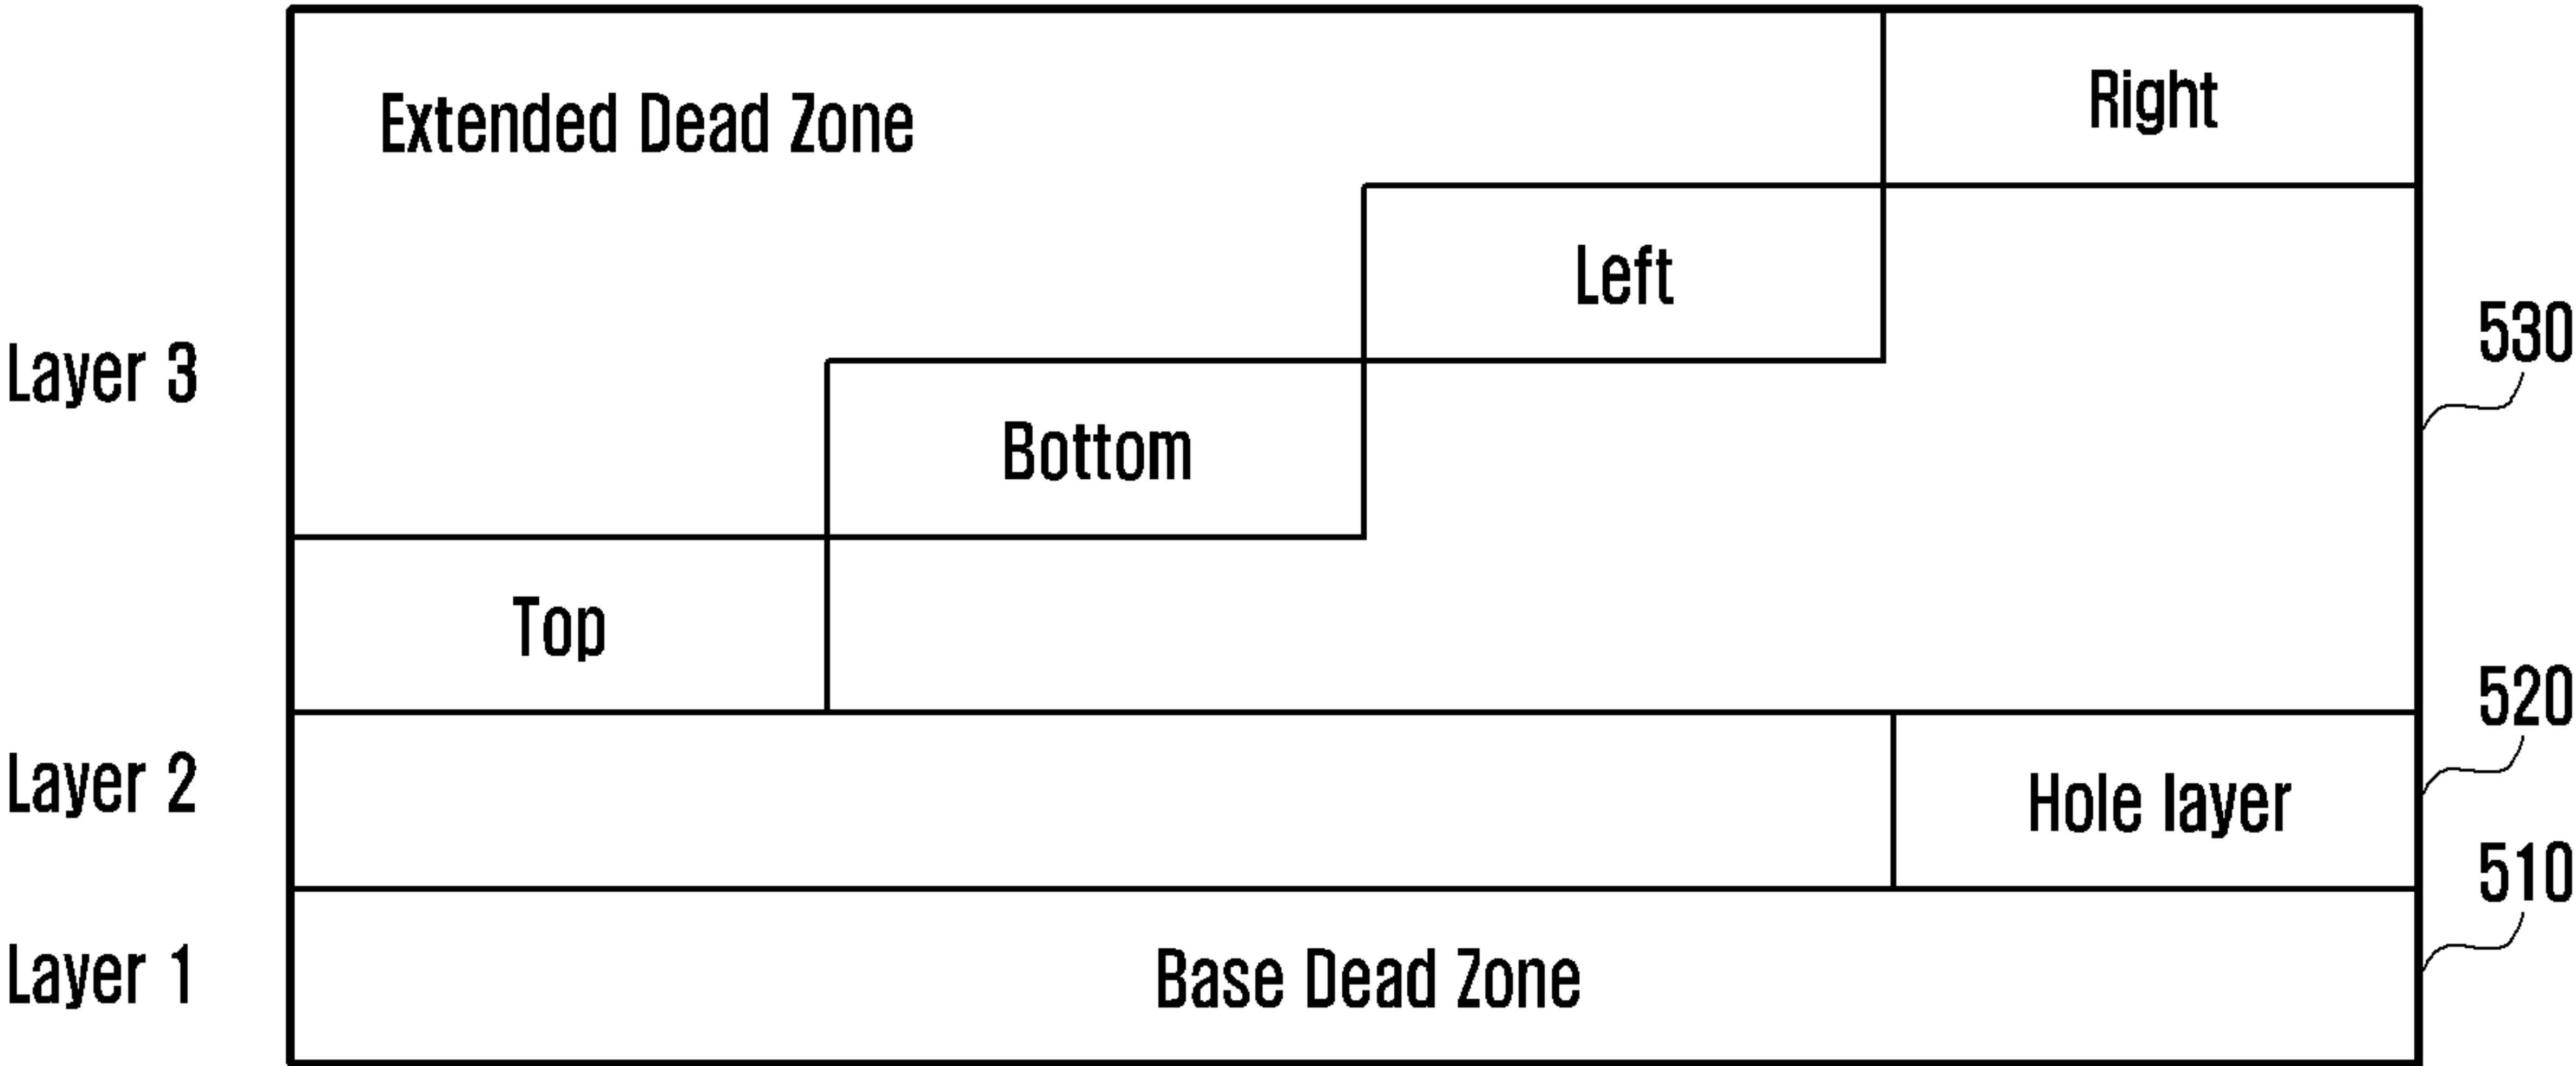 Right
Extended Dead Zone
Left
530
Layer 3
Bottom
Top
520
Layer 2
Hole layer
510
Layer 1
Base Dead Zone